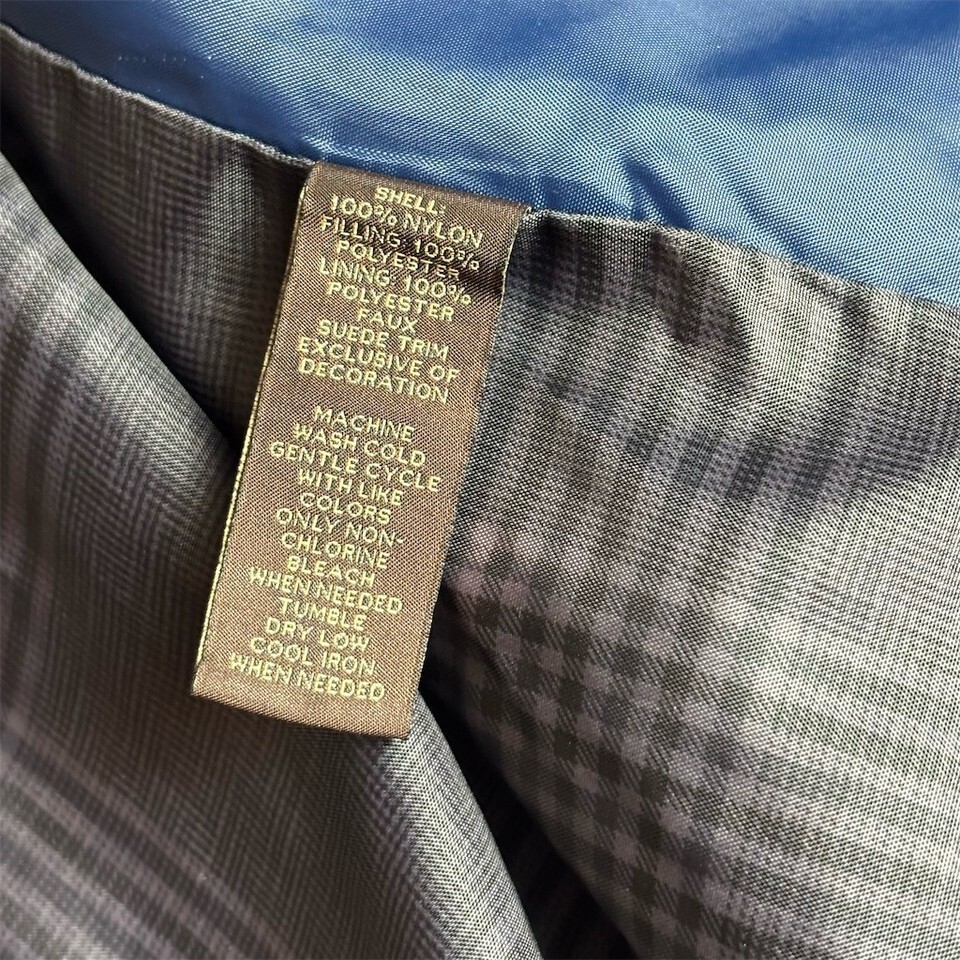 SHELL:
100% NYLON
FILLING 100%
POLYESTER
LINING 100%
POLYESTER
FAUX
SUEDE TRIM
EXCLUSIVE OF
DECORATION
MACHINE
WASH COLD
GENTLE CYCLE
WITH LIKE
COLORS
ONLY NON-
CHLORINE
BLEACH
WHEN NEEDED
TUMBLE
DRY LOW
COOL IRON
WHEN NEEDED